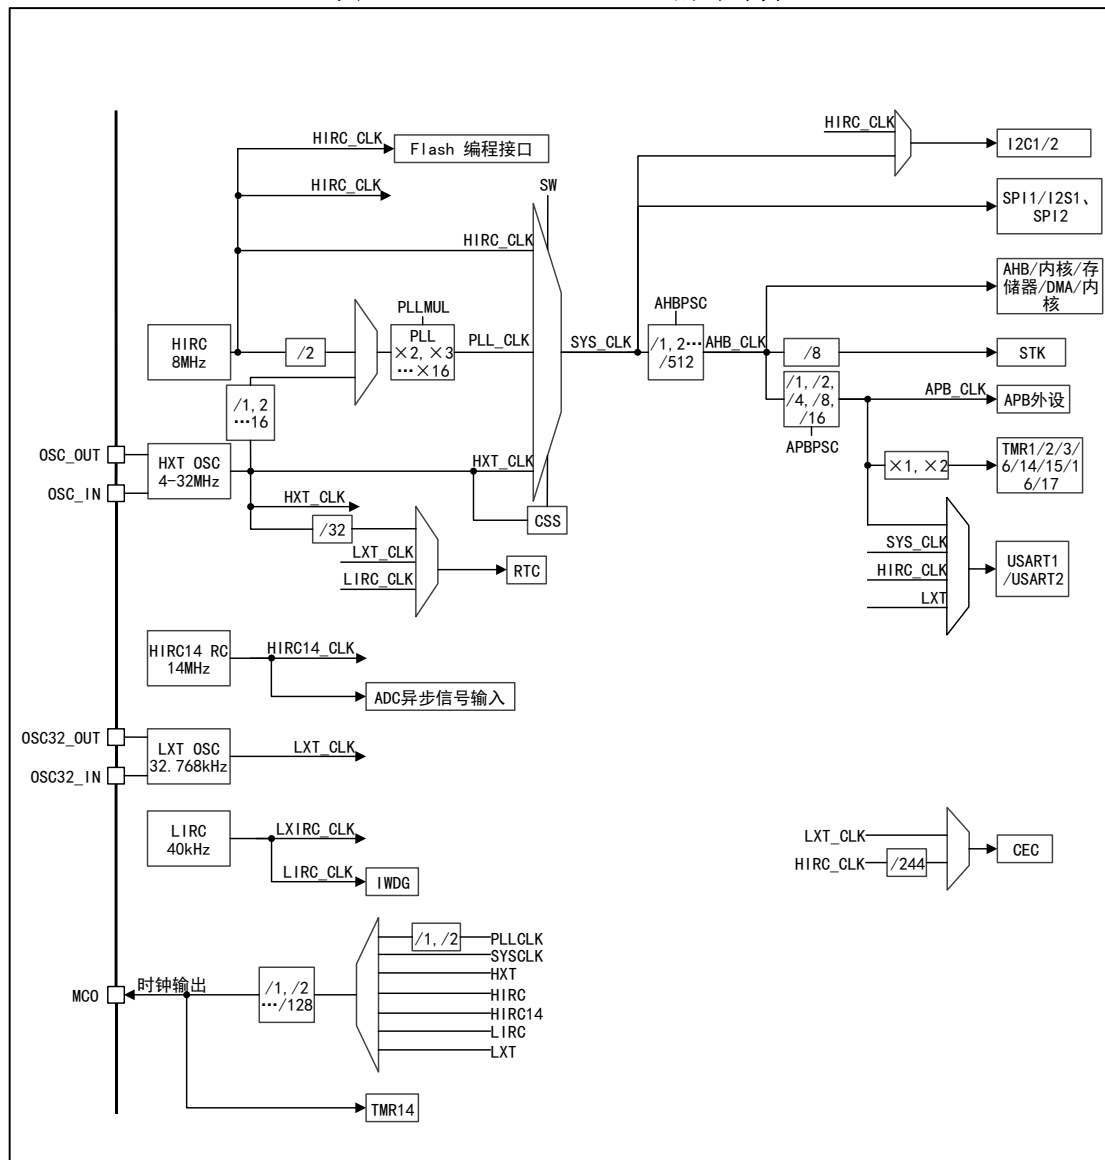 HIRC_CLK
Flash 编程接口
HIRC_CLK
HIRC_CLK
SW
HIRC_CLK
I2C1/2
SPI1/I2S1、
SPI2
AHB/内核/存
储器/DMA/内
核
HIRC
8MHz
/2
PLLMUL
PLL
×2, ×3
…×16
PLL_CLK
SYS_CLK
AHBPSC
/1, 2…
/512
AHB_CLK
/8
STK
/1, 2
…16
/1, /2,
/4, /8,
/16
APBPSC
APB_CLK
APB外设
OSC_OUT
OSC_IN
HXT OSC
4-32MHz
HXT_CLK
CSS
×1, ×2
TMR1/2/3/
6/14/15/1
6/17
HXT_CLK
/32
LXT_CLK
LIRC_CLK
RTC
SYS_CLK
HIRC_CLK
LXT
USART1
/USART2
HIRC14 RC
14MHz
HIRC14_CLK
ADC异步信号输入
OSC32_OUT
OSC32_IN
LXT OSC
32.768kHz
LXT_CLK
LIRC
40kHz
LXIRC_CLK
LIRC_CLK
IWDG
LXT_CLK
HIRC_CLK
/244
CEC
MCO
时钟输出
/1, /2
…/128
/1, /2
PLLCLK
SYSCLK
HXT
HIRC
HIRC14
LIRC
LXT
TMR14